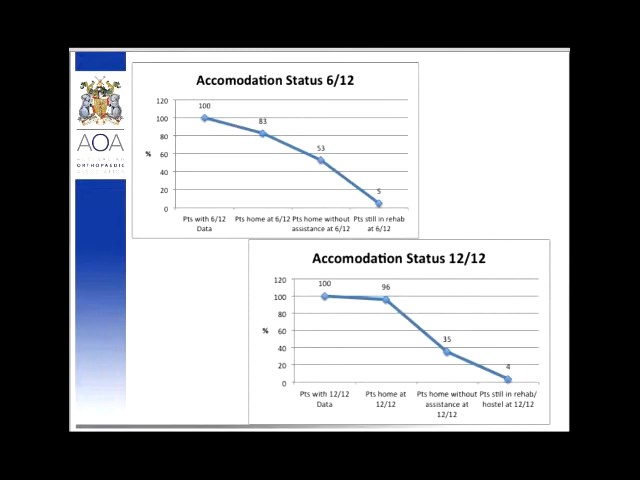 AOA
ORTHOPAEDIC
ASSOCIATION
Accomodation Status 6/12
120
100
80
60
40
20
0
%
100
83
53
5
Pts with 6/12
Data
Pts home at 6/12
Pts home without
assistance at 6/12
Pts still in rehab
at 6/12
Accomodation Status 12/12
120
100
80
60
40
20
0
%
100
96
35
4
Pts with 12/12
Data
Pts home at
12/12
Pts home without
assistance at
12/12
Pts still in rehab/
hostel at 12/12